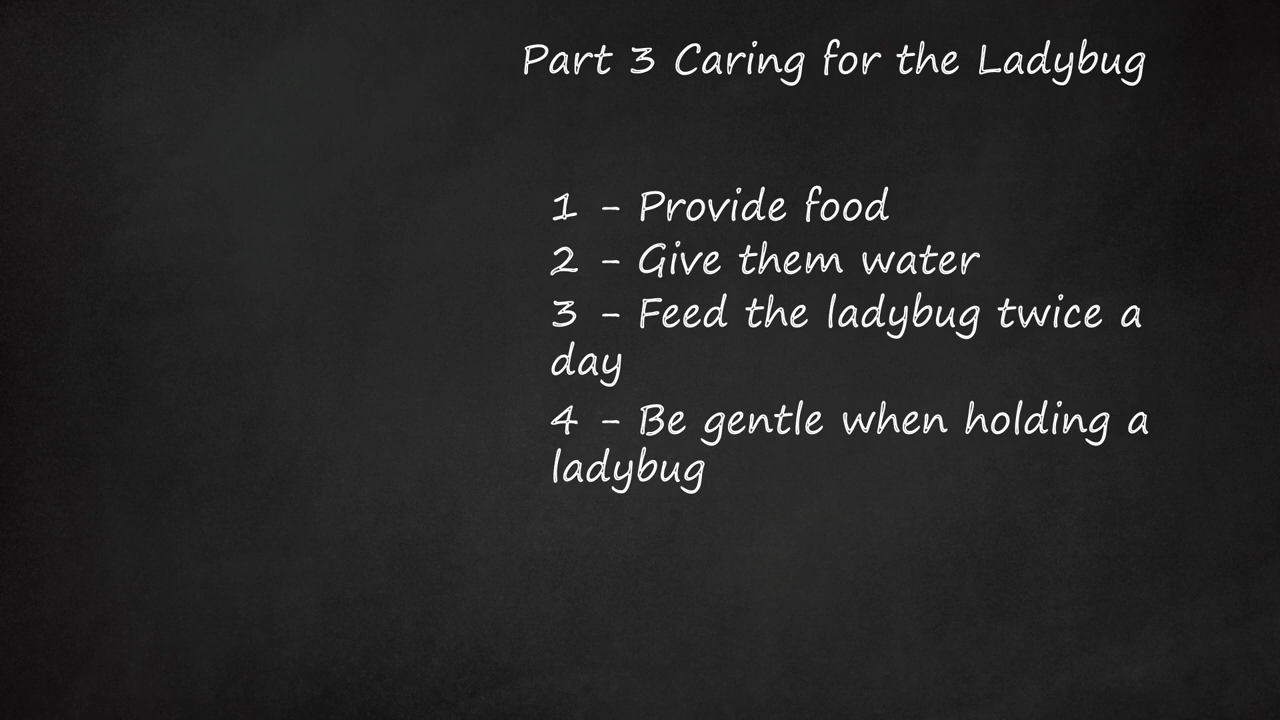 Part 3 Caring for the Ladybug
1 - Provide food
2 - Give them water
3 - Feed the ladybug twice a
day
4 - Be gentle when holding a
ladybug